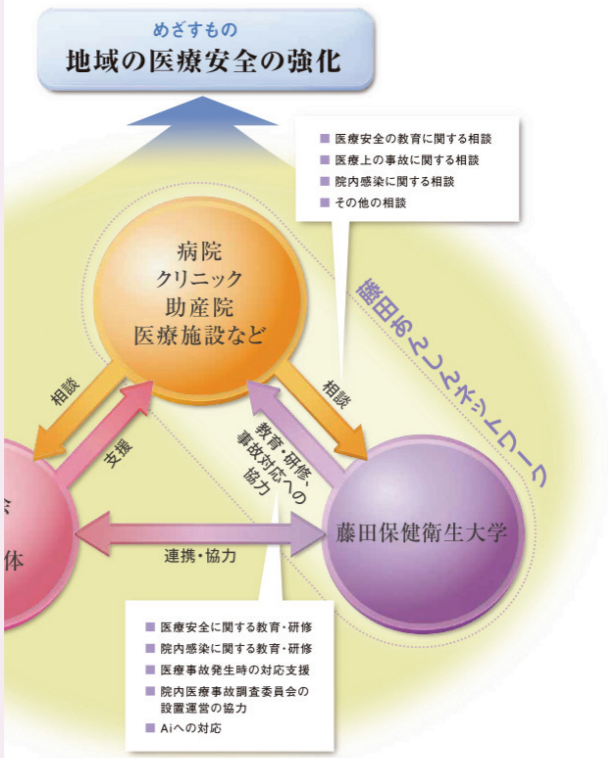 めざすもの
地域の医療安全の強化
■ 医療安全の教育に関する相談
■ 医療上の事故に関する相談
■ 院内感染に関する相談
■ その他の相談
病院
クリニック
助産院
医療施設など
藤田あんしんネットワーク
相談
支援
相談
教育・研修、
事故対応への
協力
会
体
連携・協力
藤田保健衛生大学
■ 医療安全に関する教育・研修
■ 院内感染に関する教育・研修
■ 医療事故発生時の対応支援
■ 院内医療事故調査委員会の
設置運営の協力
■ Aiへの対応